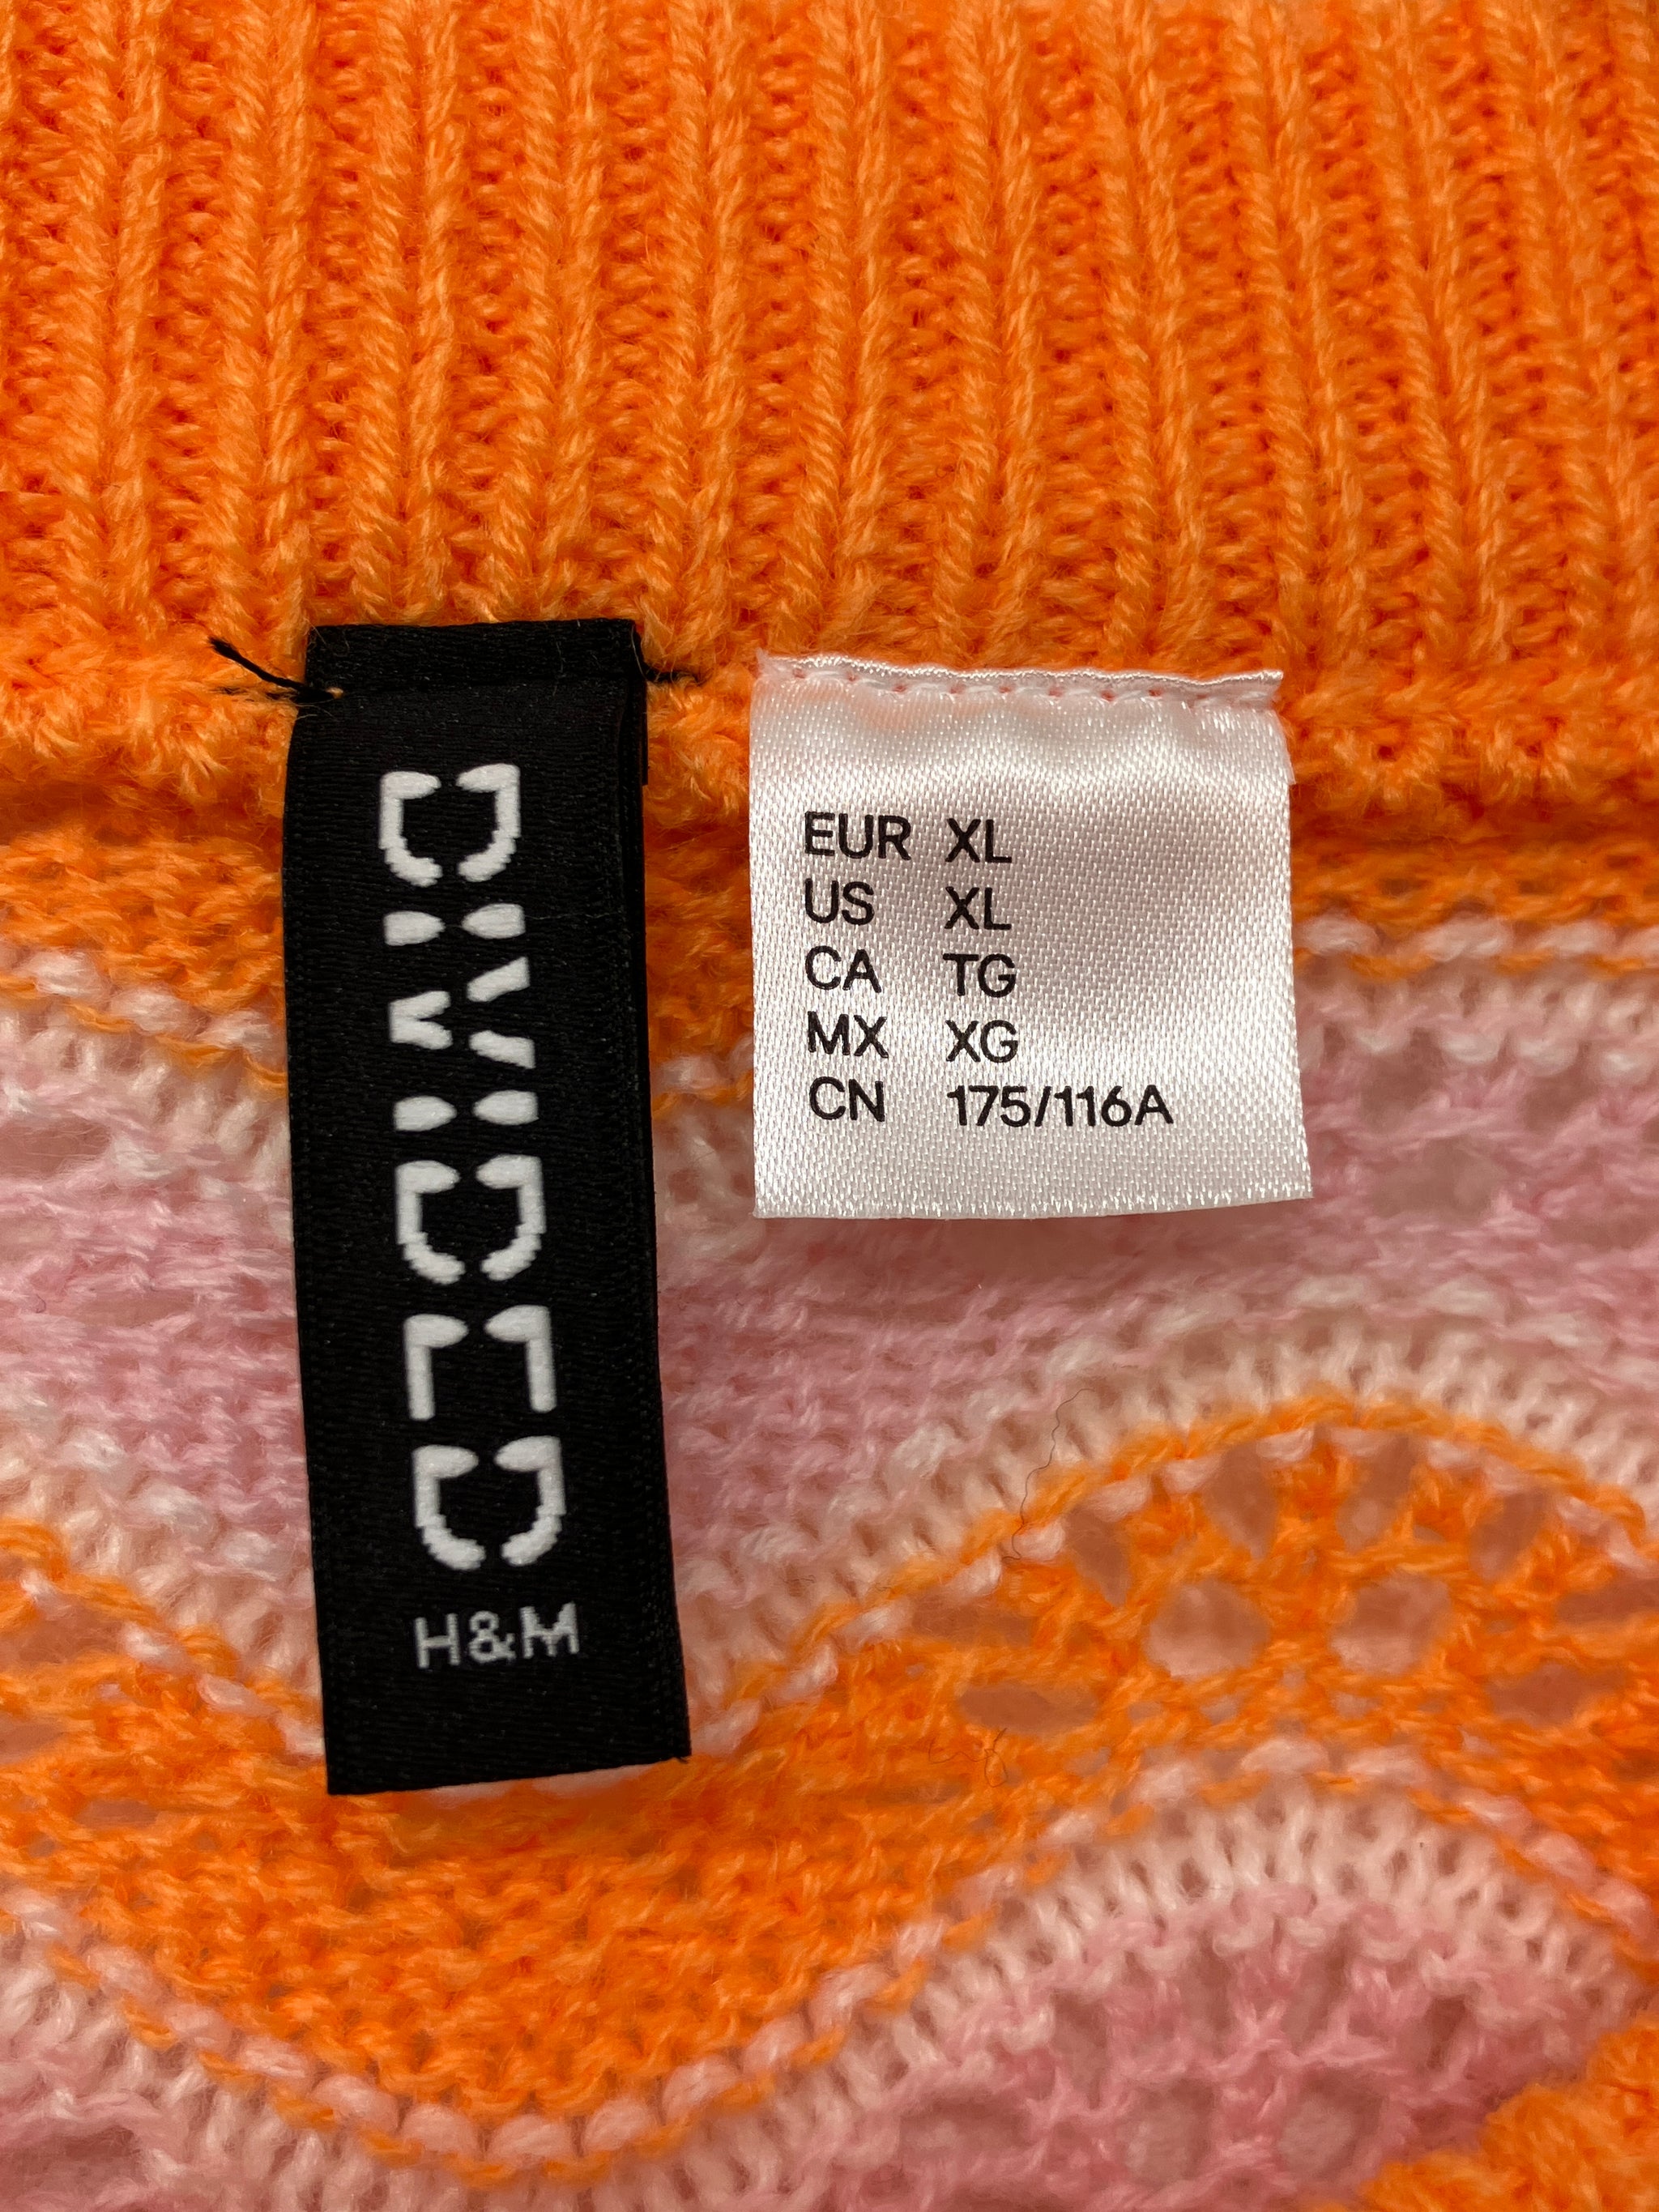 DIVIDED
H&M
EUR XL
US XL
CA TG
MX XG
CN 175/116A